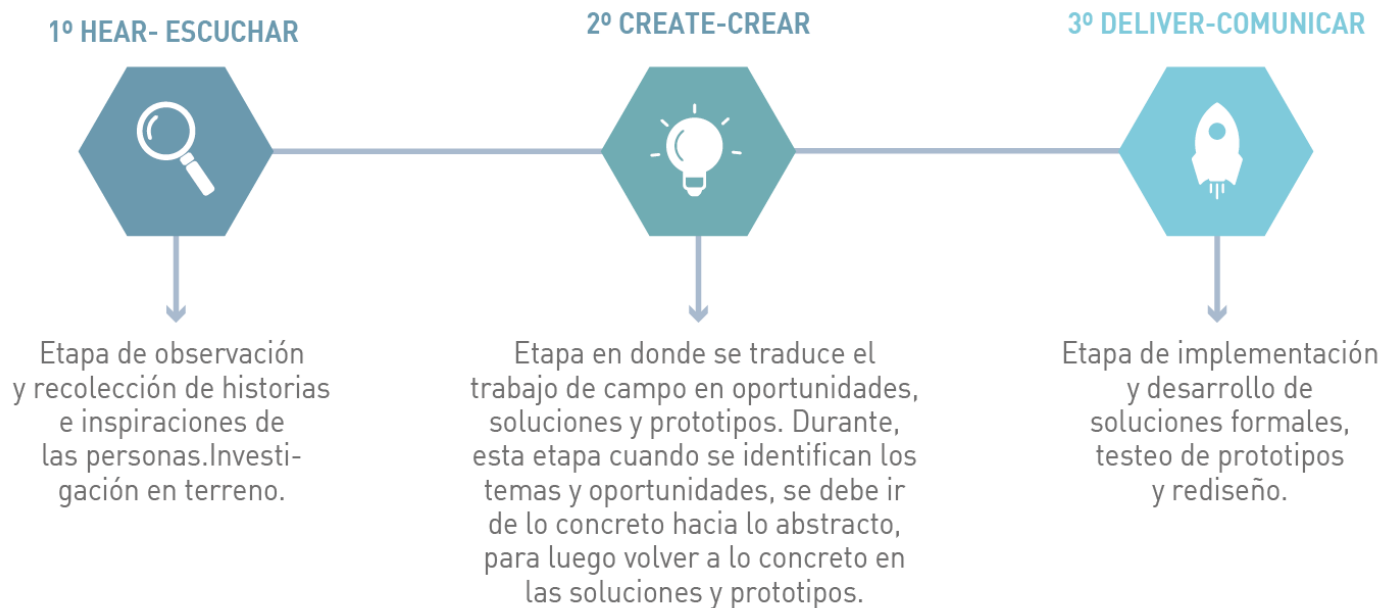 1º HEAR- ESCUCHAR
Etapa de observación
y recolección de historias
e inspiraciones de
las personas.Investi-
gación en terreno.
2º CREATE-CREAR
Etapa en donde se traduce el
trabajo de campo en oportunidades,
soluciones y prototipos. Durante,
esta etapa cuando se identifican los
temas y oportunidades, se debe ir
de lo concreto hacia lo abstracto,
para luego volver a lo concreto en
las soluciones y prototipos.
3º DELIVER-COMUNICAR
Etapa de implementación
y desarrollo de
soluciones formales,
testeo de prototipos
y rediseño.